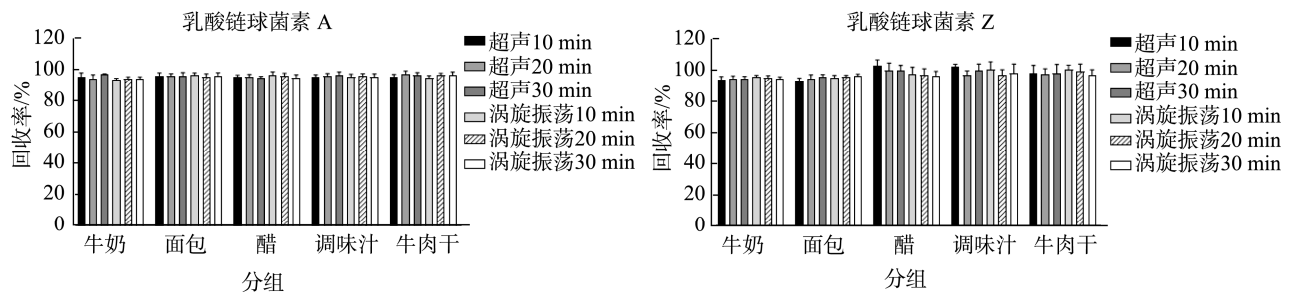 乳酸链球菌素 A
120
100
80
60
40
20
0
回收率/%
牛奶 面包 醋 调味汁 牛肉干
分组
超声10 min
超声20 min
超声30 min
涡旋振荡10 min
涡旋振荡20 min
涡旋振荡30 min
乳酸链球菌素 Z
120
100
80
60
40
20
0
回收率/%
牛奶 面包 醋 调味汁 牛肉干
分组
超声10 min
超声20 min
超声30 min
涡旋振荡10 min
涡旋振荡20 min
涡旋振荡30 min